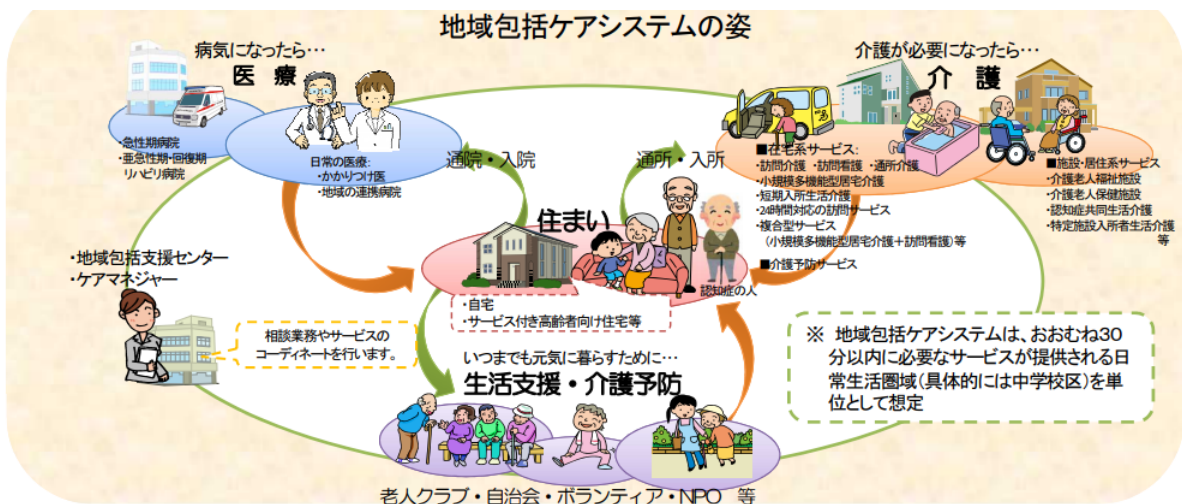 地域包括ケアシステムの姿
病気になったら…
医　療
・急性期病院
・亜急性期・回復期
リハビリ病院
日常の医療:
・かかりつけ医
・地域の連携病院
通院・入院
介護が必要になったら…
介　護
通所・入所
■在宅系サービス:
・訪問介護　・訪問看護　・通所介護
・小規模多機能型居宅介護
・短期入所生活介護
・24時間対応の訪問サービス
・複合型サービス
（小規模多機能型居宅介護＋訪問看護）等
■介護予防サービス
■施設・居住系サービス
・介護老人福祉施設
・介護老人保健施設
・認知症共同生活介護
・特定施設入所者生活介護
等
住まい
認知症の人
・自宅
・サービス付き高齢者向け住宅等
・地域包括支援センター
・ケアマネジャー
相談業務やサービスの
コーディネートを行います。
いつまでも元気に暮らすために…
生活支援・介護予防
老人クラブ・自治会・ボランティア・NPO　等
※　地域包括ケアシステムは、おおむね30
分以内に必要なサービスが提供される日
常生活圏域（具体的には中学校区）を単
位として想定